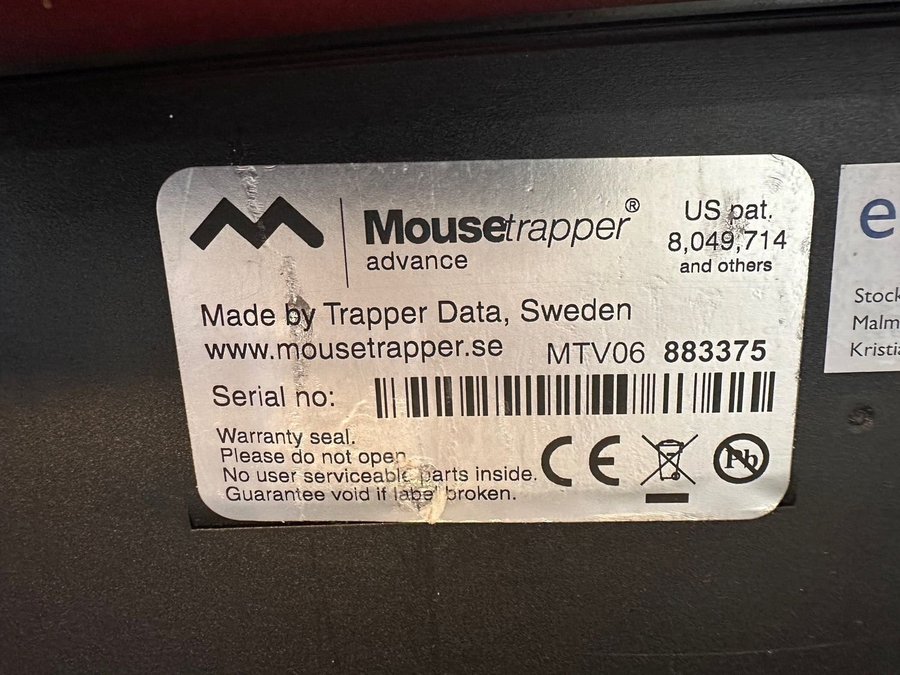 Mousetrapper®
advance
US pat.
8,049,714
and others
Made by Trapper Data, Sweden
www.mousetrapper.se
MTV06 883375
Serial no:
Warranty seal.
Please do not open.
No user serviceable parts inside.
Guarantee void if label broken.
CE
Pb
e
Stock
Malm
Kristia